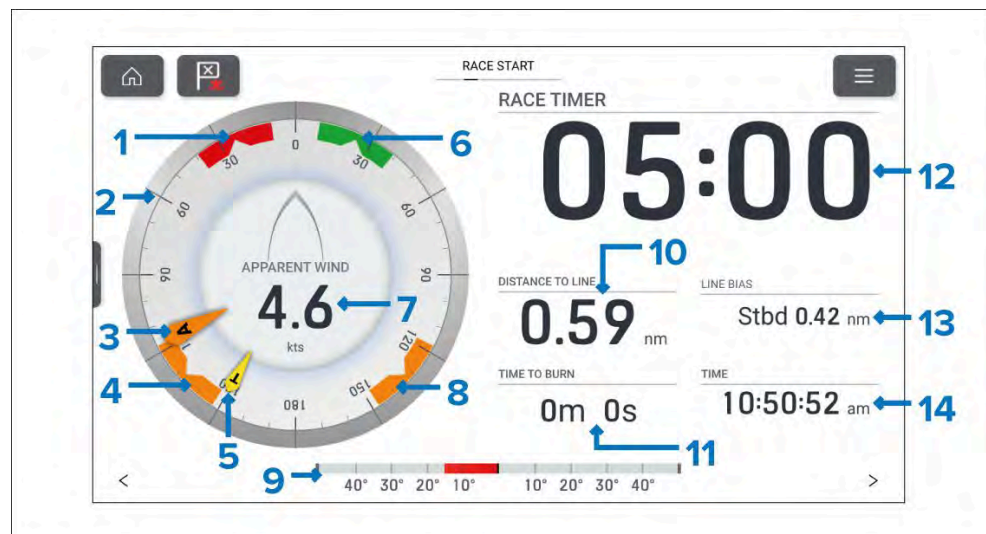 RACE START
RACE TIMER
05:00
12
1
6
2
0
30
30
60
60
90
90
APPARENT WIND
4.6
kts
7
3
A
4
T
5
120
150
180
8
10
DISTANCE TO LINE
0.59 nm
LINE BIAS
Stbd 0.42 nm
13
TIME TO BURN
0m 0s
11
TIME
10:50:52 am
14
9
40° 30° 20° 10° 10° 20° 30° 40°
< >